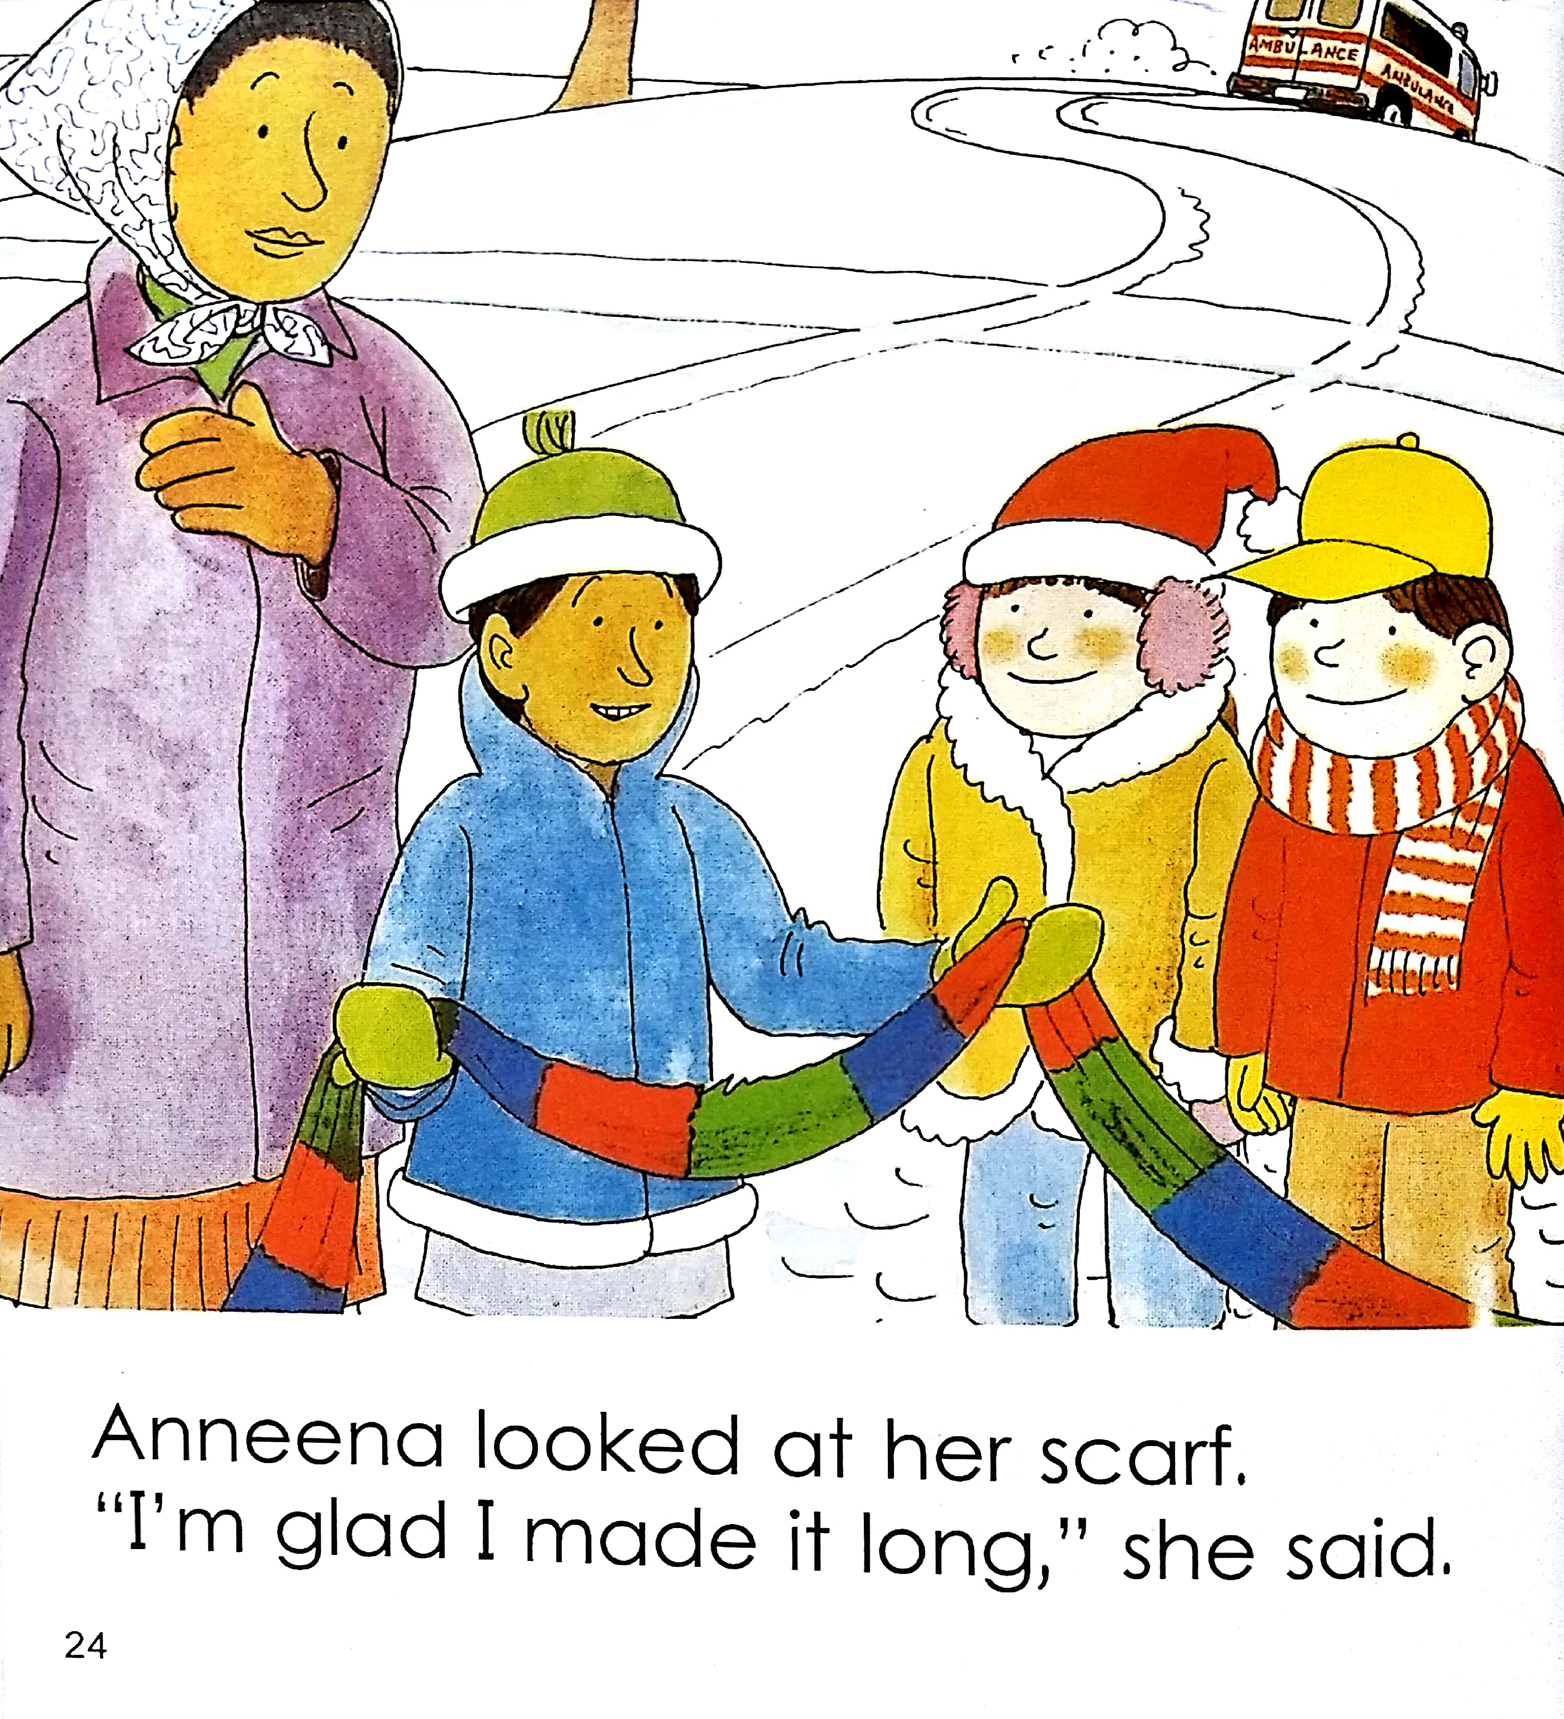 AMBULANCE
AMBULANCE
Anneena looked at her scarf.
“I’m glad I made it long,” she said.
24